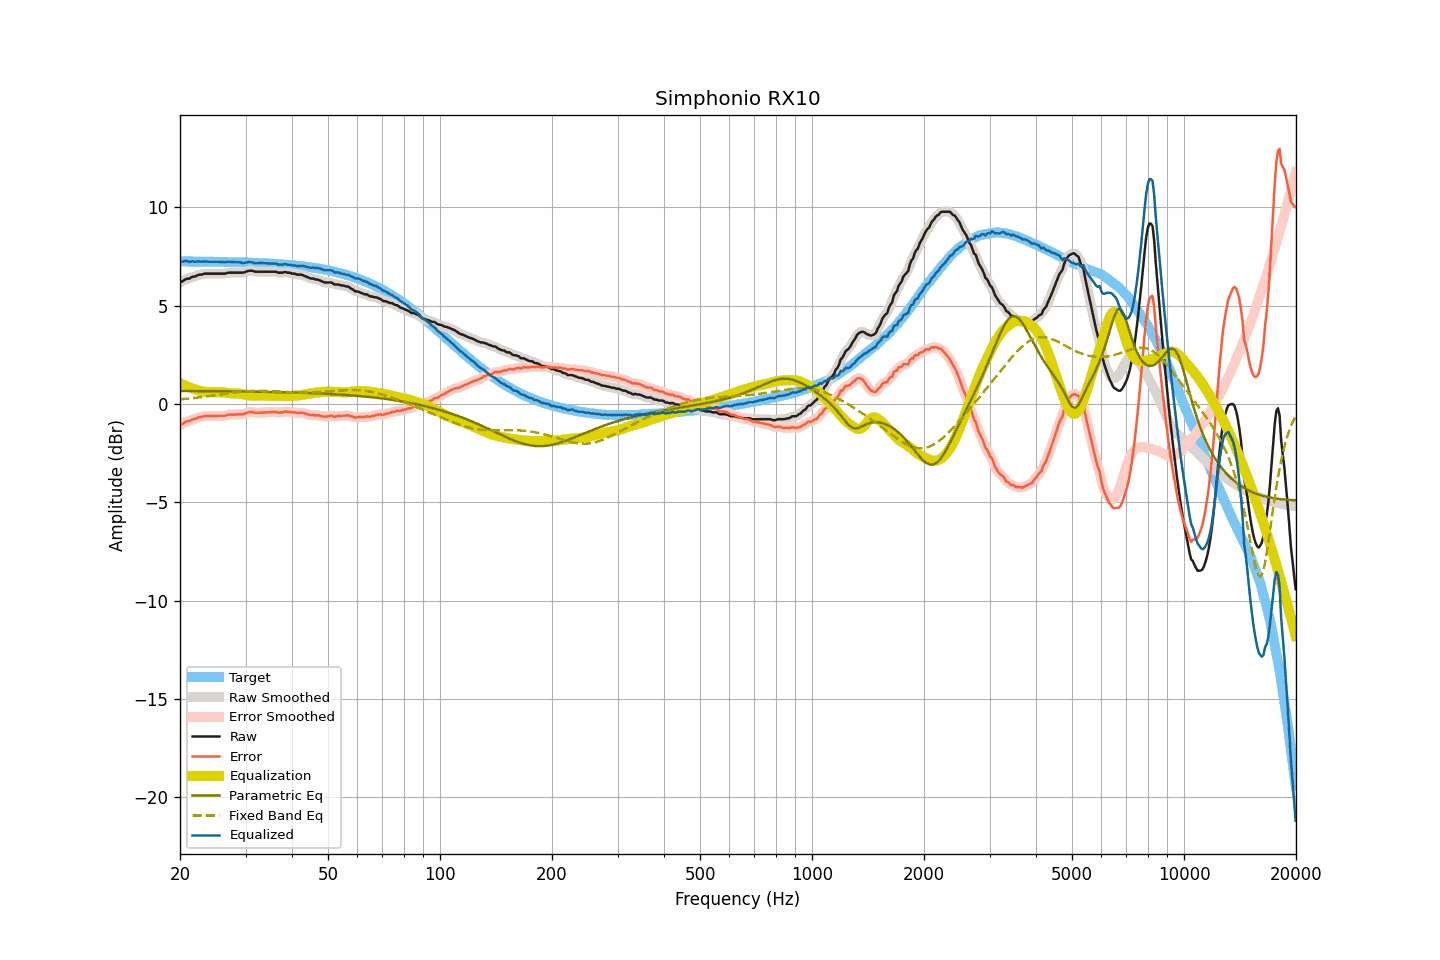 Simphonio RX10
Amplitude (dBr)
10
5
0
−5
−10
−15
−20
Target
Raw Smoothed
Error Smoothed
Raw
Error
Equalization
Parametric Eq
Fixed Band Eq
Equalized
20 50 100 200 500 1000 2000 5000 10000 20000
Frequency (Hz)